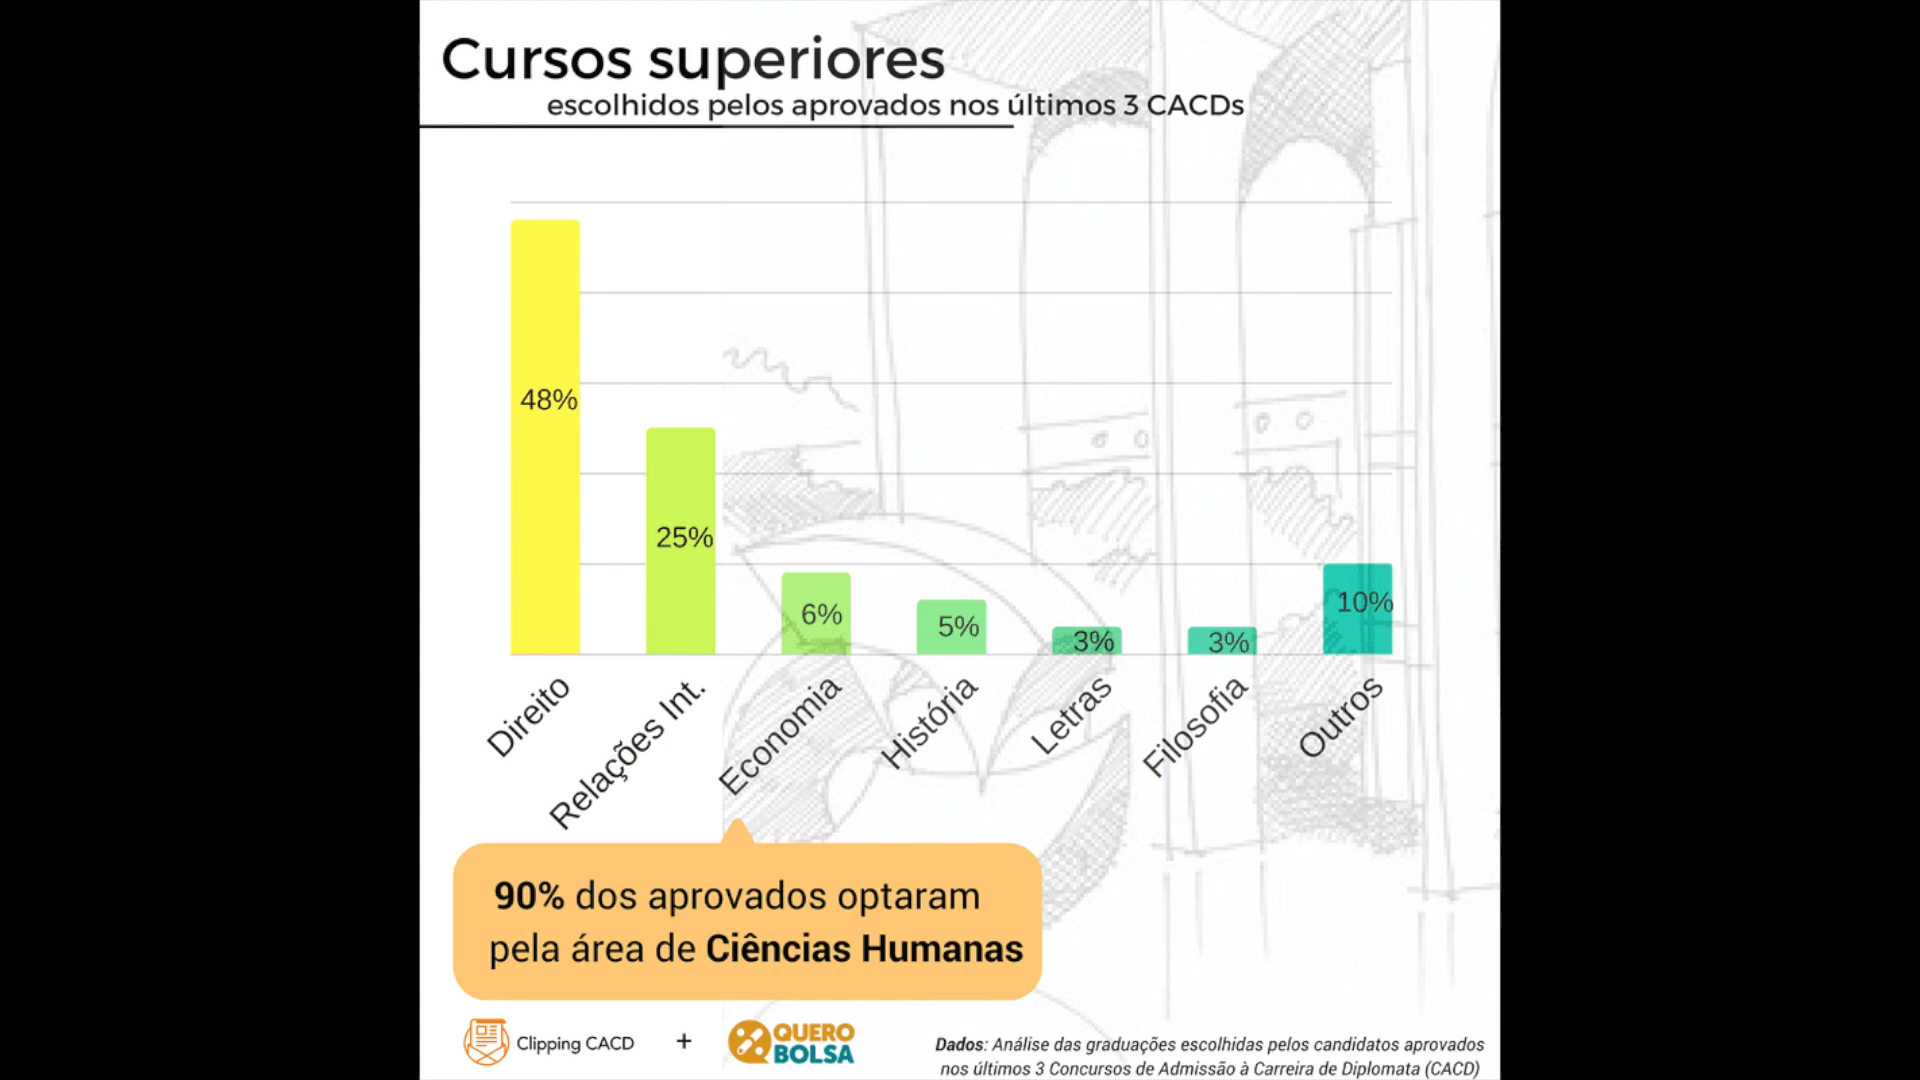 Cursos superiores
escolhidos pelos aprovados nos últimos 3 CACDs
48%
25%
6%
5%
3%
3%
10%
Direito
Relações Int.
Economia
História
Letras
Filosofia
Outros
90% dos aprovados optaram
pela área de Ciências Humanas
Clipping CACD
+
QUERO
BOLSA
Dados: Análise das graduações escolhidas pelos candidatos aprovados
nos últimos 3 Concursos de Admissão à Carreira de Diplomata (CACD)